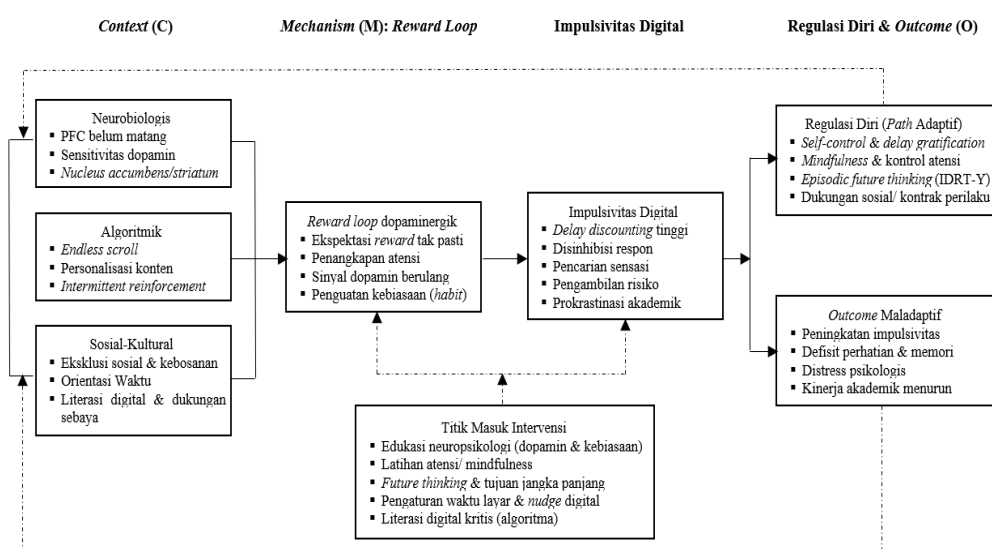 Context (C)
Mechanism (M): Reward Loop
Impulsivitas Digital
Regulasi Diri & Outcome (O)
Neurobiologis
▪ PFC belum matang
▪ Sensitivitas dopamin
▪ Nucleus accumbens/striatum
Algoritmik
▪ Endless scroll
▪ Personalisasi konten
▪ Intermittent reinforcement
Sosial-Kultural
▪ Eksklusi sosial & kebosanan
▪ Orientasi Waktu
▪ Literasi digital & dukungan
sebaya
Reward loop dopaminergik
▪ Ekspektasi reward tak pasti
▪ Penangkapan atensi
▪ Sinyal dopamin berulang
▪ Penguatan kebiasaan (habit)
Impulsivitas Digital
▪ Delay discounting tinggi
▪ Disinhibisi respon
▪ Pencarian sensasi
▪ Pengambilan risiko
▪ Prokrastinasi akademik
Regulasi Diri (Path Adaptif)
▪ Self-control & delay gratification
▪ Mindfulness & kontrol atensi
▪ Episodic future thinking (IDRT-Y)
▪ Dukungan sosial/ kontrak perilaku
Outcome Maladaptif
▪ Peningkatan impulsivitas
▪ Defisit perhatian & memori
▪ Distress psikologis
▪ Kinerja akademik menurun
Titik Masuk Intervensi
▪ Edukasi neuropsikologi (dopamin & kebiasaan)
▪ Latihan atensi/ mindfulness
▪ Future thinking & tujuan jangka panjang
▪ Pengaturan waktu layar & nudge digital
▪ Literasi digital kritis (algoritma)